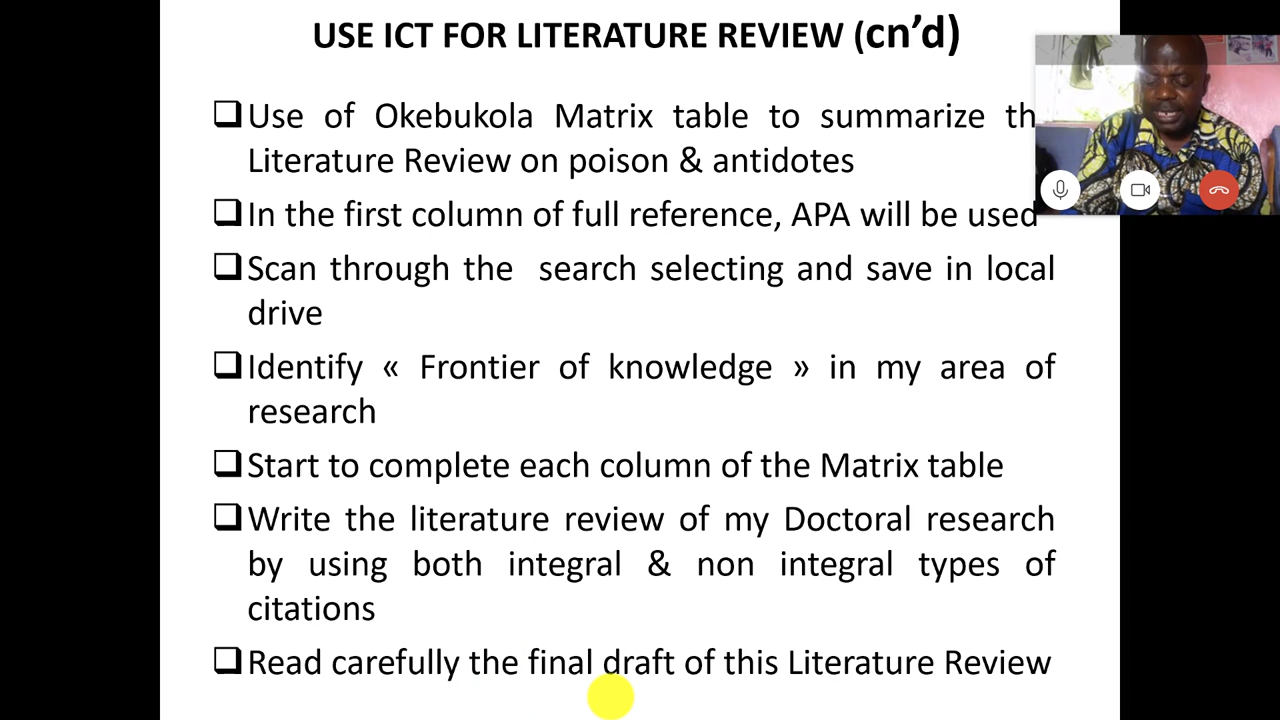 USE ICT FOR LITERATURE REVIEW (cn’d)
Use of Okebukola Matrix table to summarize
Literature Review on poison & antidotes
In the first column of full reference, APA will be used
Scan through the search selecting and save in local
drive
Identify « Frontier of knowledge » in my area of
research
Start to complete each column of the Matrix table
Write the literature review of my Doctoral research
by using both integral & non integral types of
citations
Read carefully the final draft of this Literature Review